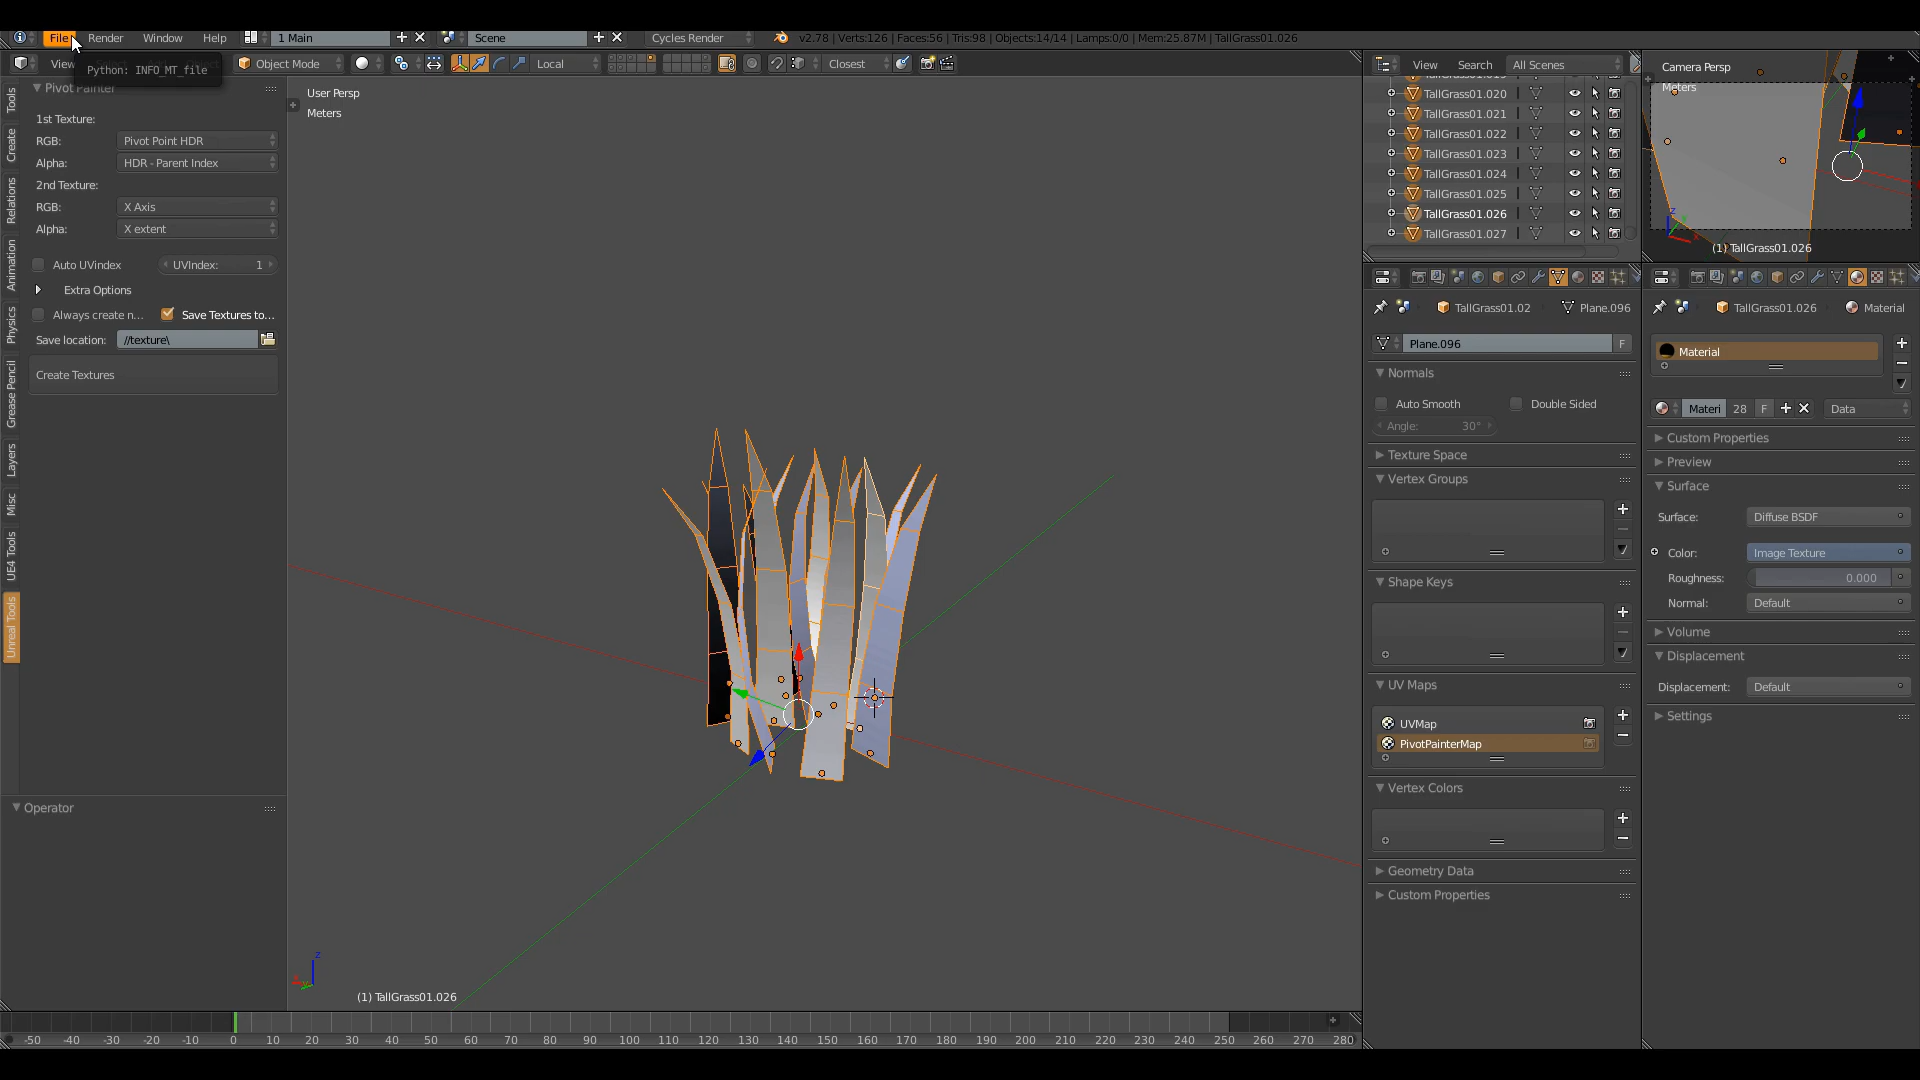 File Render Window Help 1 Main Scene Cycles Render v2.78 | Verts:126 | Faces:56 | Tris:98 | Objects:14/14 | Lamps:0/0 | Mem:25.87M | TallGrass01.026
View Object Mode Local Closest
Python: INFO_MT_file
Tools
Create
Relations
Animation
Physics
Grease Pencil
Layers
Misc
UE4 Tools
Unreal Tools
Pivot Painter
1st Texture:
RGB: Pivot Point HDR
Alpha: HDR - Parent Index
2nd Texture:
RGB: X Axis
Alpha: X extent
Auto UVindex UVIndex: 1
Extra Options
Always create n... Save Textures to...
Save location: //texture\
Create Textures
Operator
User Persp
Meters
(1) TallGrass01.026
-50 -40 -30 -20 -10 0 10 20 30 40 50 60 70 80 90 100 110 120 130 140 150 160 170 180 190 200 210 220 230 240 250 260 270 280
View Search All Scenes
TallGrass01.020
TallGrass01.021
TallGrass01.022
TallGrass01.023
TallGrass01.024
TallGrass01.025
TallGrass01.026
TallGrass01.027
Camera Persp
Meters
(1) TallGrass01.026
TallGrass01.02 Plane.096
Plane.096 F
Normals
Auto Smooth Double Sided
Angle: 30°
Texture Space
Vertex Groups
Shape Keys
UV Maps
UVMap
PivotPainterMap
Vertex Colors
Geometry Data
Custom Properties
TallGrass01.026 Material
Material
Materi 28 F Data
Custom Properties
Preview
Surface
Surface: Diffuse BSDF
Color: Image Texture
Roughness: 0.000
Normal: Default
Volume
Displacement
Displacement: Default
Settings